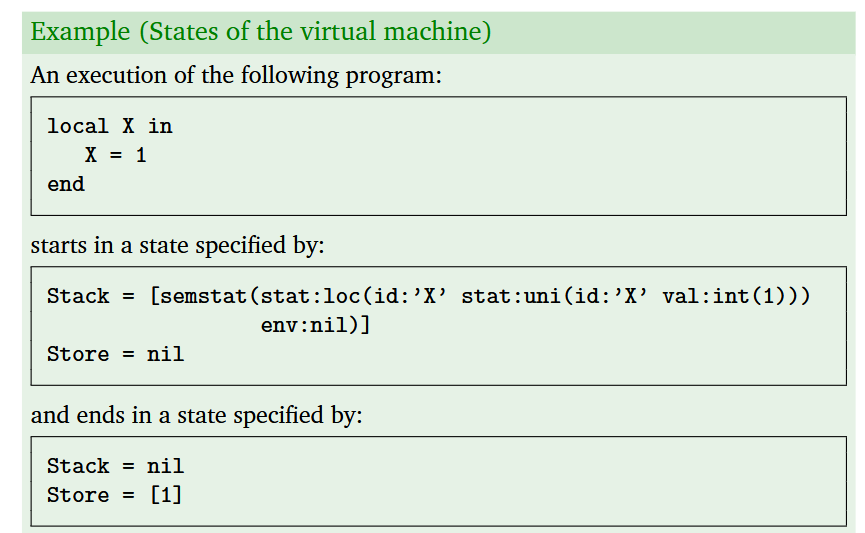 Example (States of the virtual machine)
An execution of the following program:
local X in
   X = 1
end
starts in a state specified by:
Stack = [semstat(stat:loc(id:’X’ stat:uni(id:’X’ val:int(1)))
                 env:nil)]
Store = nil
and ends in a state specified by:
Stack = nil
Store = [1]